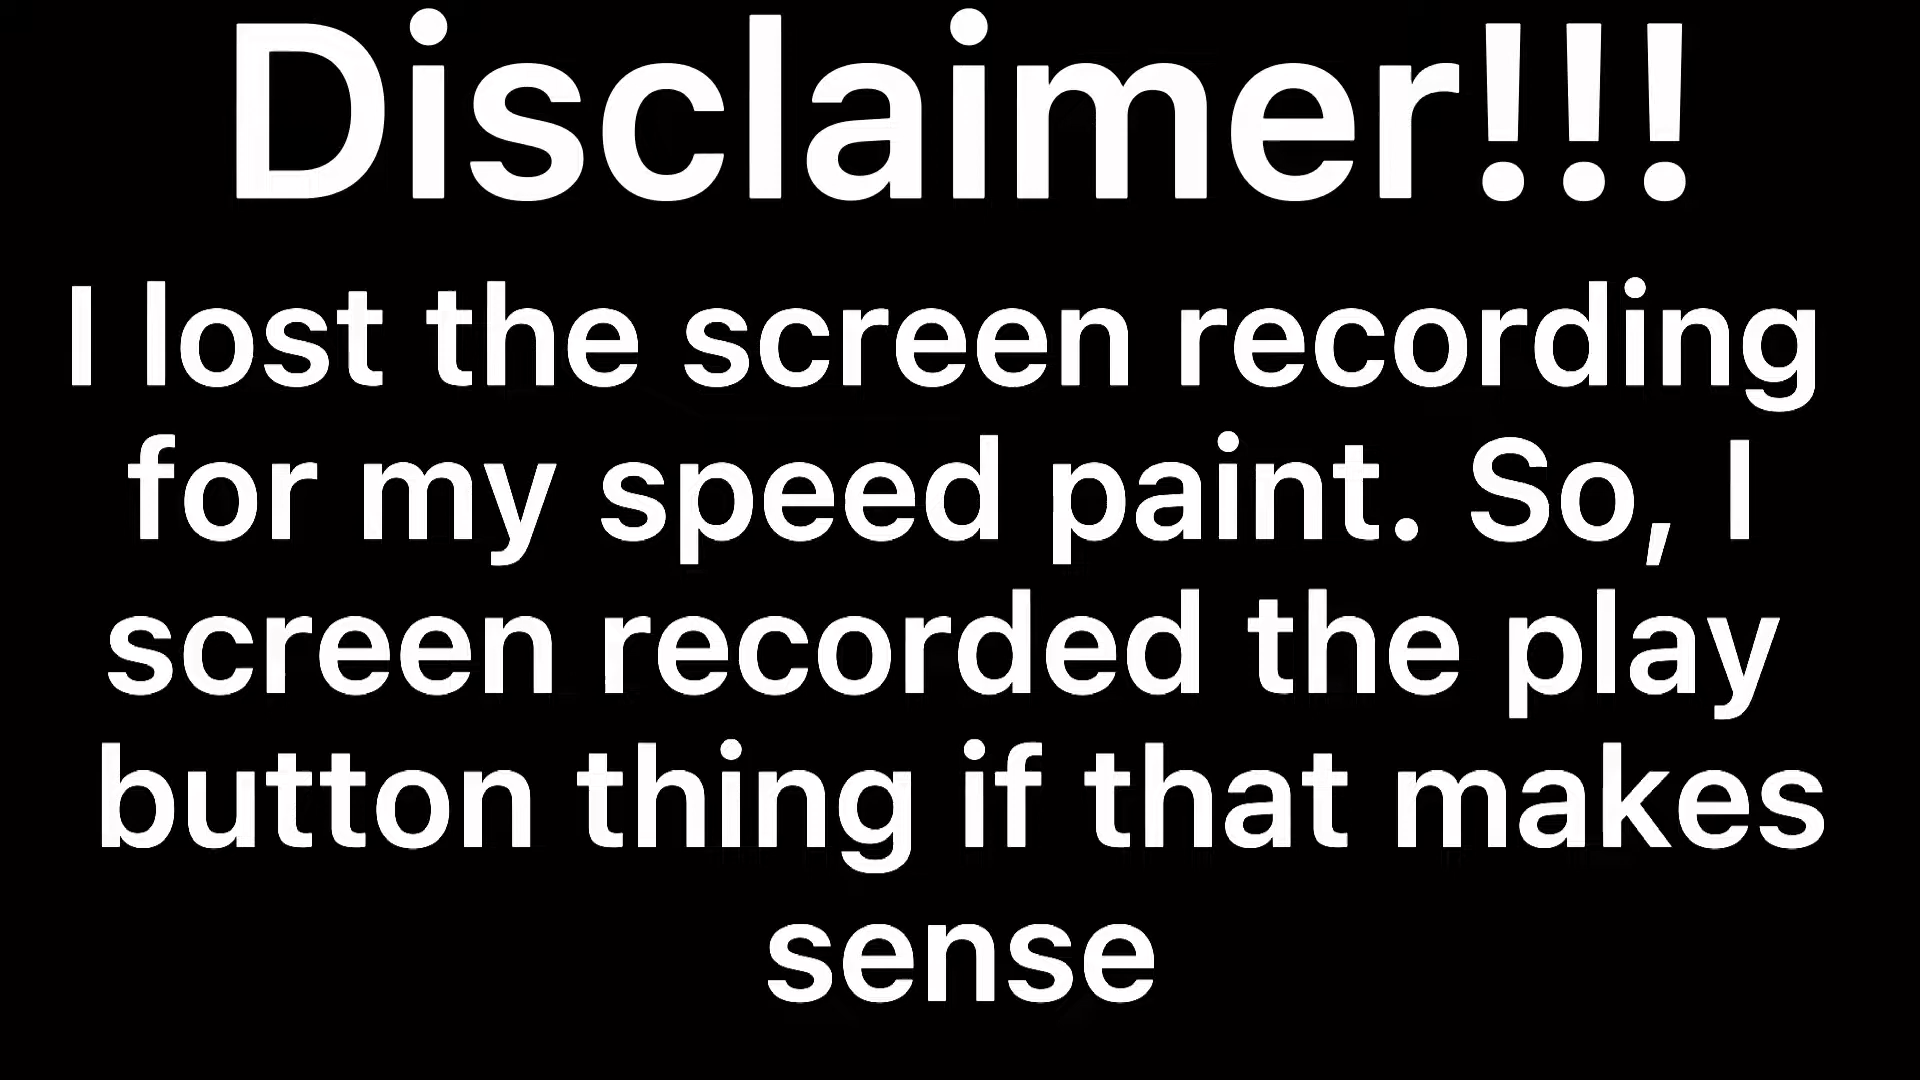 Disclaimer!!!
I lost the screen recording
for my speed paint. So, I
screen recorded the play
button thing if that makes
sense